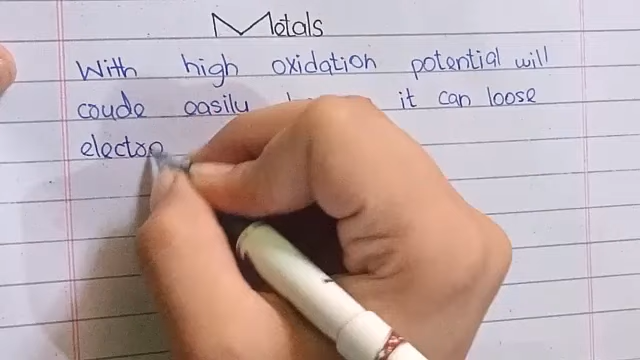 Metals
With high oxidation potential will
coude easily it can loose
electro